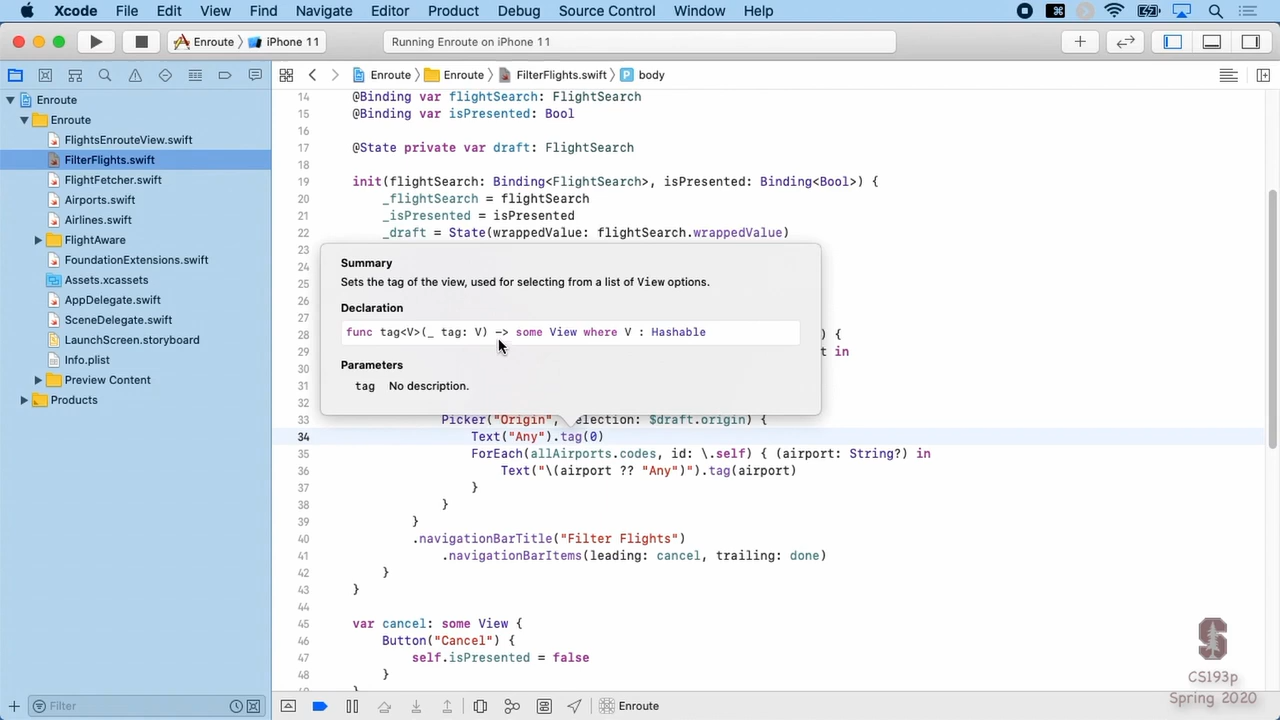 Xcode File Edit View Find Navigate Editor Product Debug Source Control Window Help
Enroute iPhone 11
Running Enroute on iPhone 11
Enroute Enroute FilterFlights.swift body
Enroute
Enroute
FlightsEnrouteView.swift
FilterFlights.swift
FlightFetcher.swift
Airports.swift
Airlines.swift
FlightAware
FoundationExtensions.swift
Assets.xcassets
AppDelegate.swift
SceneDelegate.swift
LaunchScreen.storyboard
Info.plist
Preview Content
Products
Filter
14 @Binding var flightSearch: FlightSearch
15 @Binding var isPresented: Bool
16
17 @State private var draft: FlightSearch
18
19 init(flightSearch: Binding<FlightSearch>, isPresented: Binding<Bool>) {
20 _flightSearch = flightSearch
21 _isPresented = isPresented
22 _draft = State(wrappedValue: flightSearch.wrappedValue)
23
24
25
26
27
28 ) {
29 t in
30
31
32
Summary
Sets the tag of the view, used for selecting from a list of View options.
Declaration
func tag<V>(_ tag: V) -> some View where V : Hashable
Parameters
tag No description.
33 Picker("Origin", selection: $draft.origin) {
34 Text("Any").tag(0)
35 ForEach(allAirports.codes, id: \.self) { (airport: String?) in
36 Text("\(airport ?? "Any")").tag(airport)
37 }
38 }
39 }
40 .navigationBarTitle("Filter Flights")
41 .navigationBarItems(leading: cancel, trailing: done)
42 }
43 }
44
45 var cancel: some View {
46 Button("Cancel") {
47 self.isPresented = false
48 }
Enroute
CS193p
Spring 2020